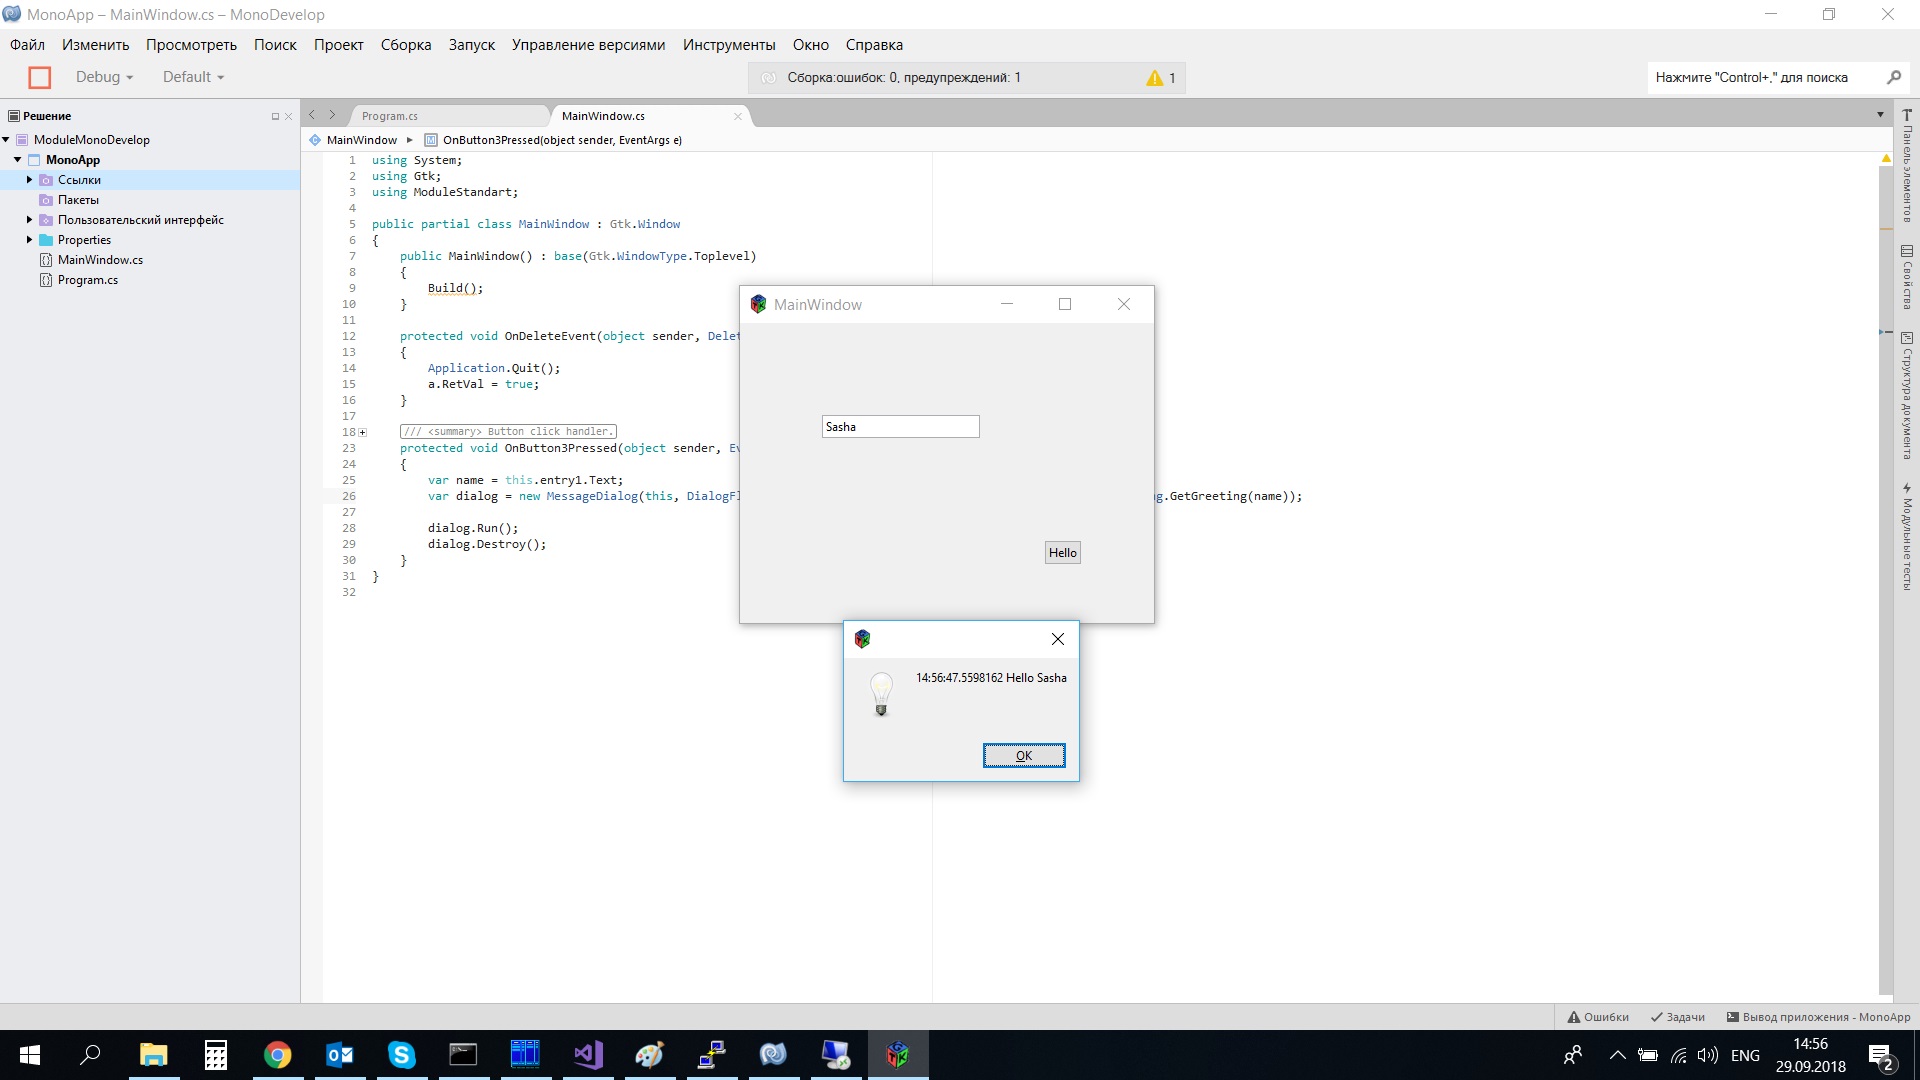 MonoApp – MainWindow.cs – MonoDevelop
Файл Изменить Просмотреть Поиск Проект Сборка Запуск Управление версиями Инструменты Окно Справка
Debug Default Сборка:ошибок: 0, предупреждений: 1 1 Нажмите "Control+," для поиска
Решение
ModuleMonoDevelop
MonoApp
Ссылки
Пакеты
Пользовательский интерфейс
Properties
MainWindow.cs
Program.cs
Program.cs MainWindow.cs
MainWindow OnButton3Pressed(object sender, EventArgs e)
1 using System;
2 using Gtk;
3 using ModuleStandart;
4
5 public partial class MainWindow : Gtk.Window
6 {
7 public MainWindow() : base(Gtk.WindowType.Toplevel)
8 {
9 Build();
10 }
11
12 protected void OnDeleteEvent(object sender, Delet
13 {
14 Application.Quit();
15 a.RetVal = true;
16 }
17
18 /// <summary> Button click handler.
23 protected void OnButton3Pressed(object sender, Ev
24 {
25 var name = this.entry1.Text;
26 var dialog = new MessageDialog(this, DialogFl g.GetGreeting(name));
27
28 dialog.Run();
29 dialog.Destroy();
30 }
31 }
32
MainWindow
Sasha
Hello
14:56:47.5598162 Hello Sasha
OK
Панель элементов
Свойства
Структура документа
Модульные тесты
Ошибки Задачи Вывод приложения - MonoApp
ENG
14:56
29.09.2018
2